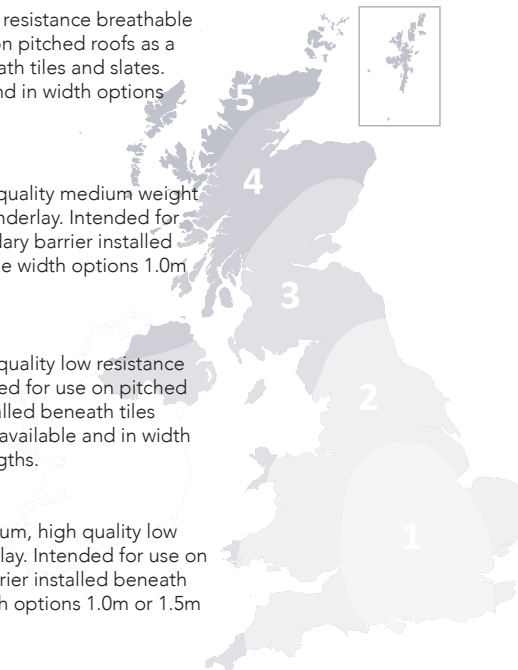 resistance breathable
on pitched roofs as a
ath tiles and slates.
nd in width options
5
4
quality medium weight
nderlay. Intended for
dary barrier installed
e width options 1.0m
3
quality low resistance
ed for use on pitched
lled beneath tiles
available and in width
gths.
2
1
um, high quality low
lay. Intended for use on
rrier installed beneath
h options 1.0m or 1.5m